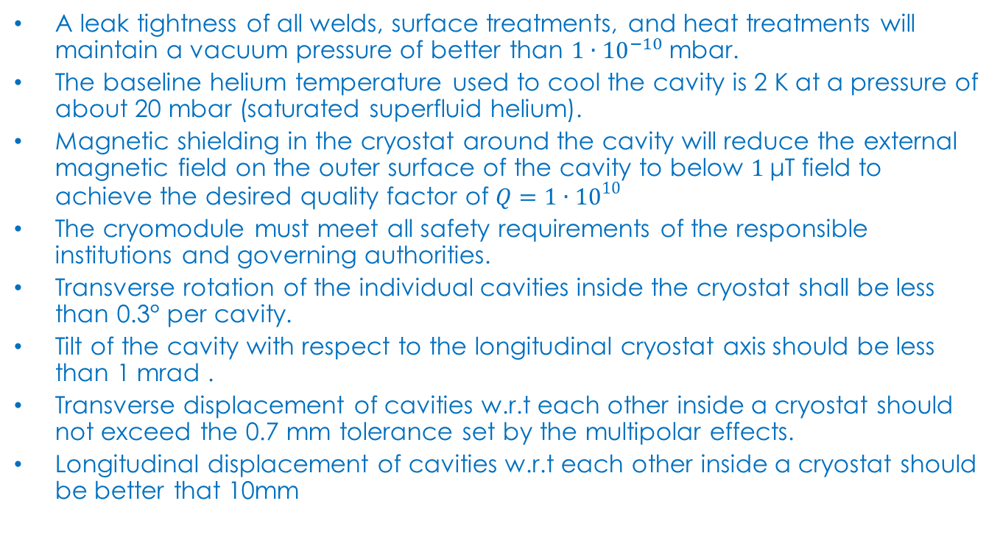 • A leak tightness of all welds, surface treatments, and heat treatments will
maintain a vacuum pressure of better than 1 · 10⁻¹⁰ mbar.
• The baseline helium temperature used to cool the cavity is 2 K at a pressure of
about 20 mbar (saturated superfluid helium).
• Magnetic shielding in the cryostat around the cavity will reduce the external
magnetic field on the outer surface of the cavity to below 1 µT field to
achieve the desired quality factor of Q = 1 · 10¹⁰
• The cryomodule must meet all safety requirements of the responsible
institutions and governing authorities.
• Transverse rotation of the individual cavities inside the cryostat shall be less
than 0.3° per cavity.
• Tilt of the cavity with respect to the longitudinal cryostat axis should be less
than 1 mrad .
• Transverse displacement of cavities w.r.t each other inside a cryostat should
not exceed the 0.7 mm tolerance set by the multipolar effects.
• Longitudinal displacement of cavities w.r.t each other inside a cryostat should
be better that 10mm